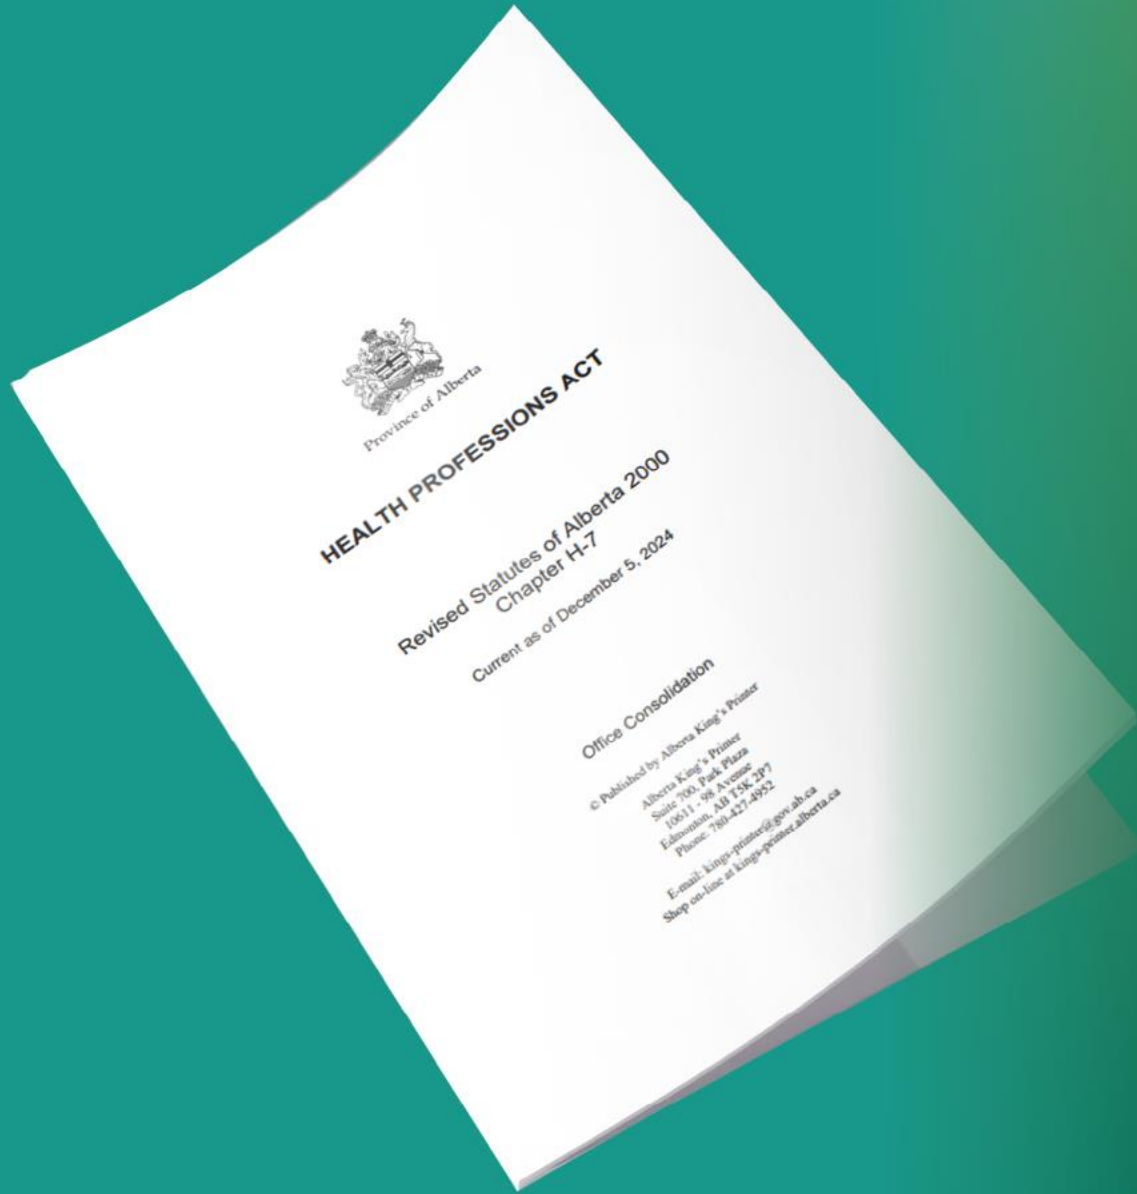 Province of Alberta
HEALTH PROFESSIONS ACT
Revised Statutes of Alberta 2000
Chapter H-7
Current as of December 5, 2024
Office Consolidation
© Published by Alberta King's Printer
Alberta King's Printer
Suite 700, Park Plaza
10611 - 98 Avenue
Edmonton, AB T5K 2P7
Phone: 780-427-4952
E-mail: kings-printer@gov.ab.ca
Shop on-line at kings-printer.alberta.ca